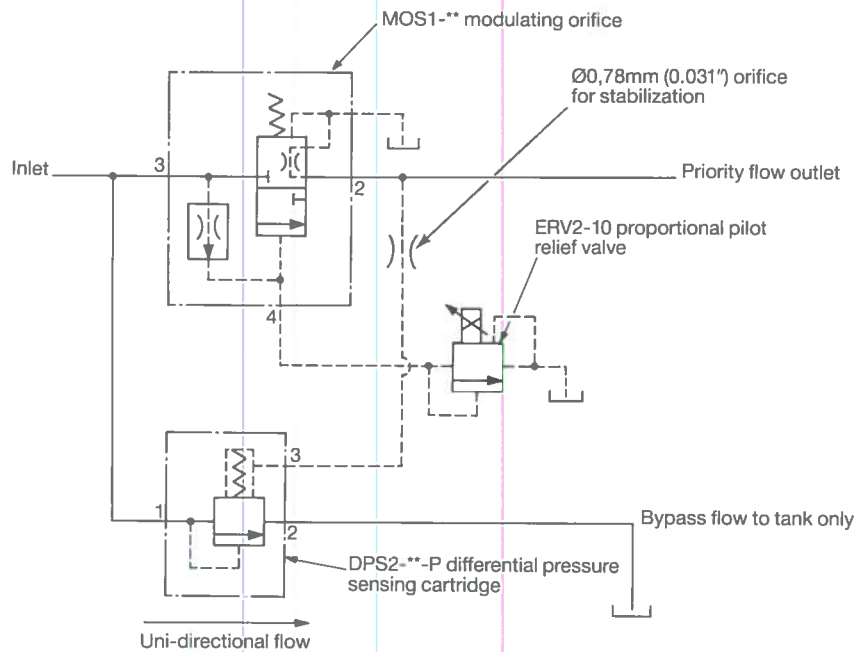 MOS1-** modulating orifice
Ø0,78mm (0.031″) orifice
for stabilization
Inlet
3
2
Priority flow outlet
ERV2-10 proportional pilot
relief valve
4
3
1
2
Bypass flow to tank only
DPS2-**-P differential pressure
sensing cartridge
Uni-directional flow